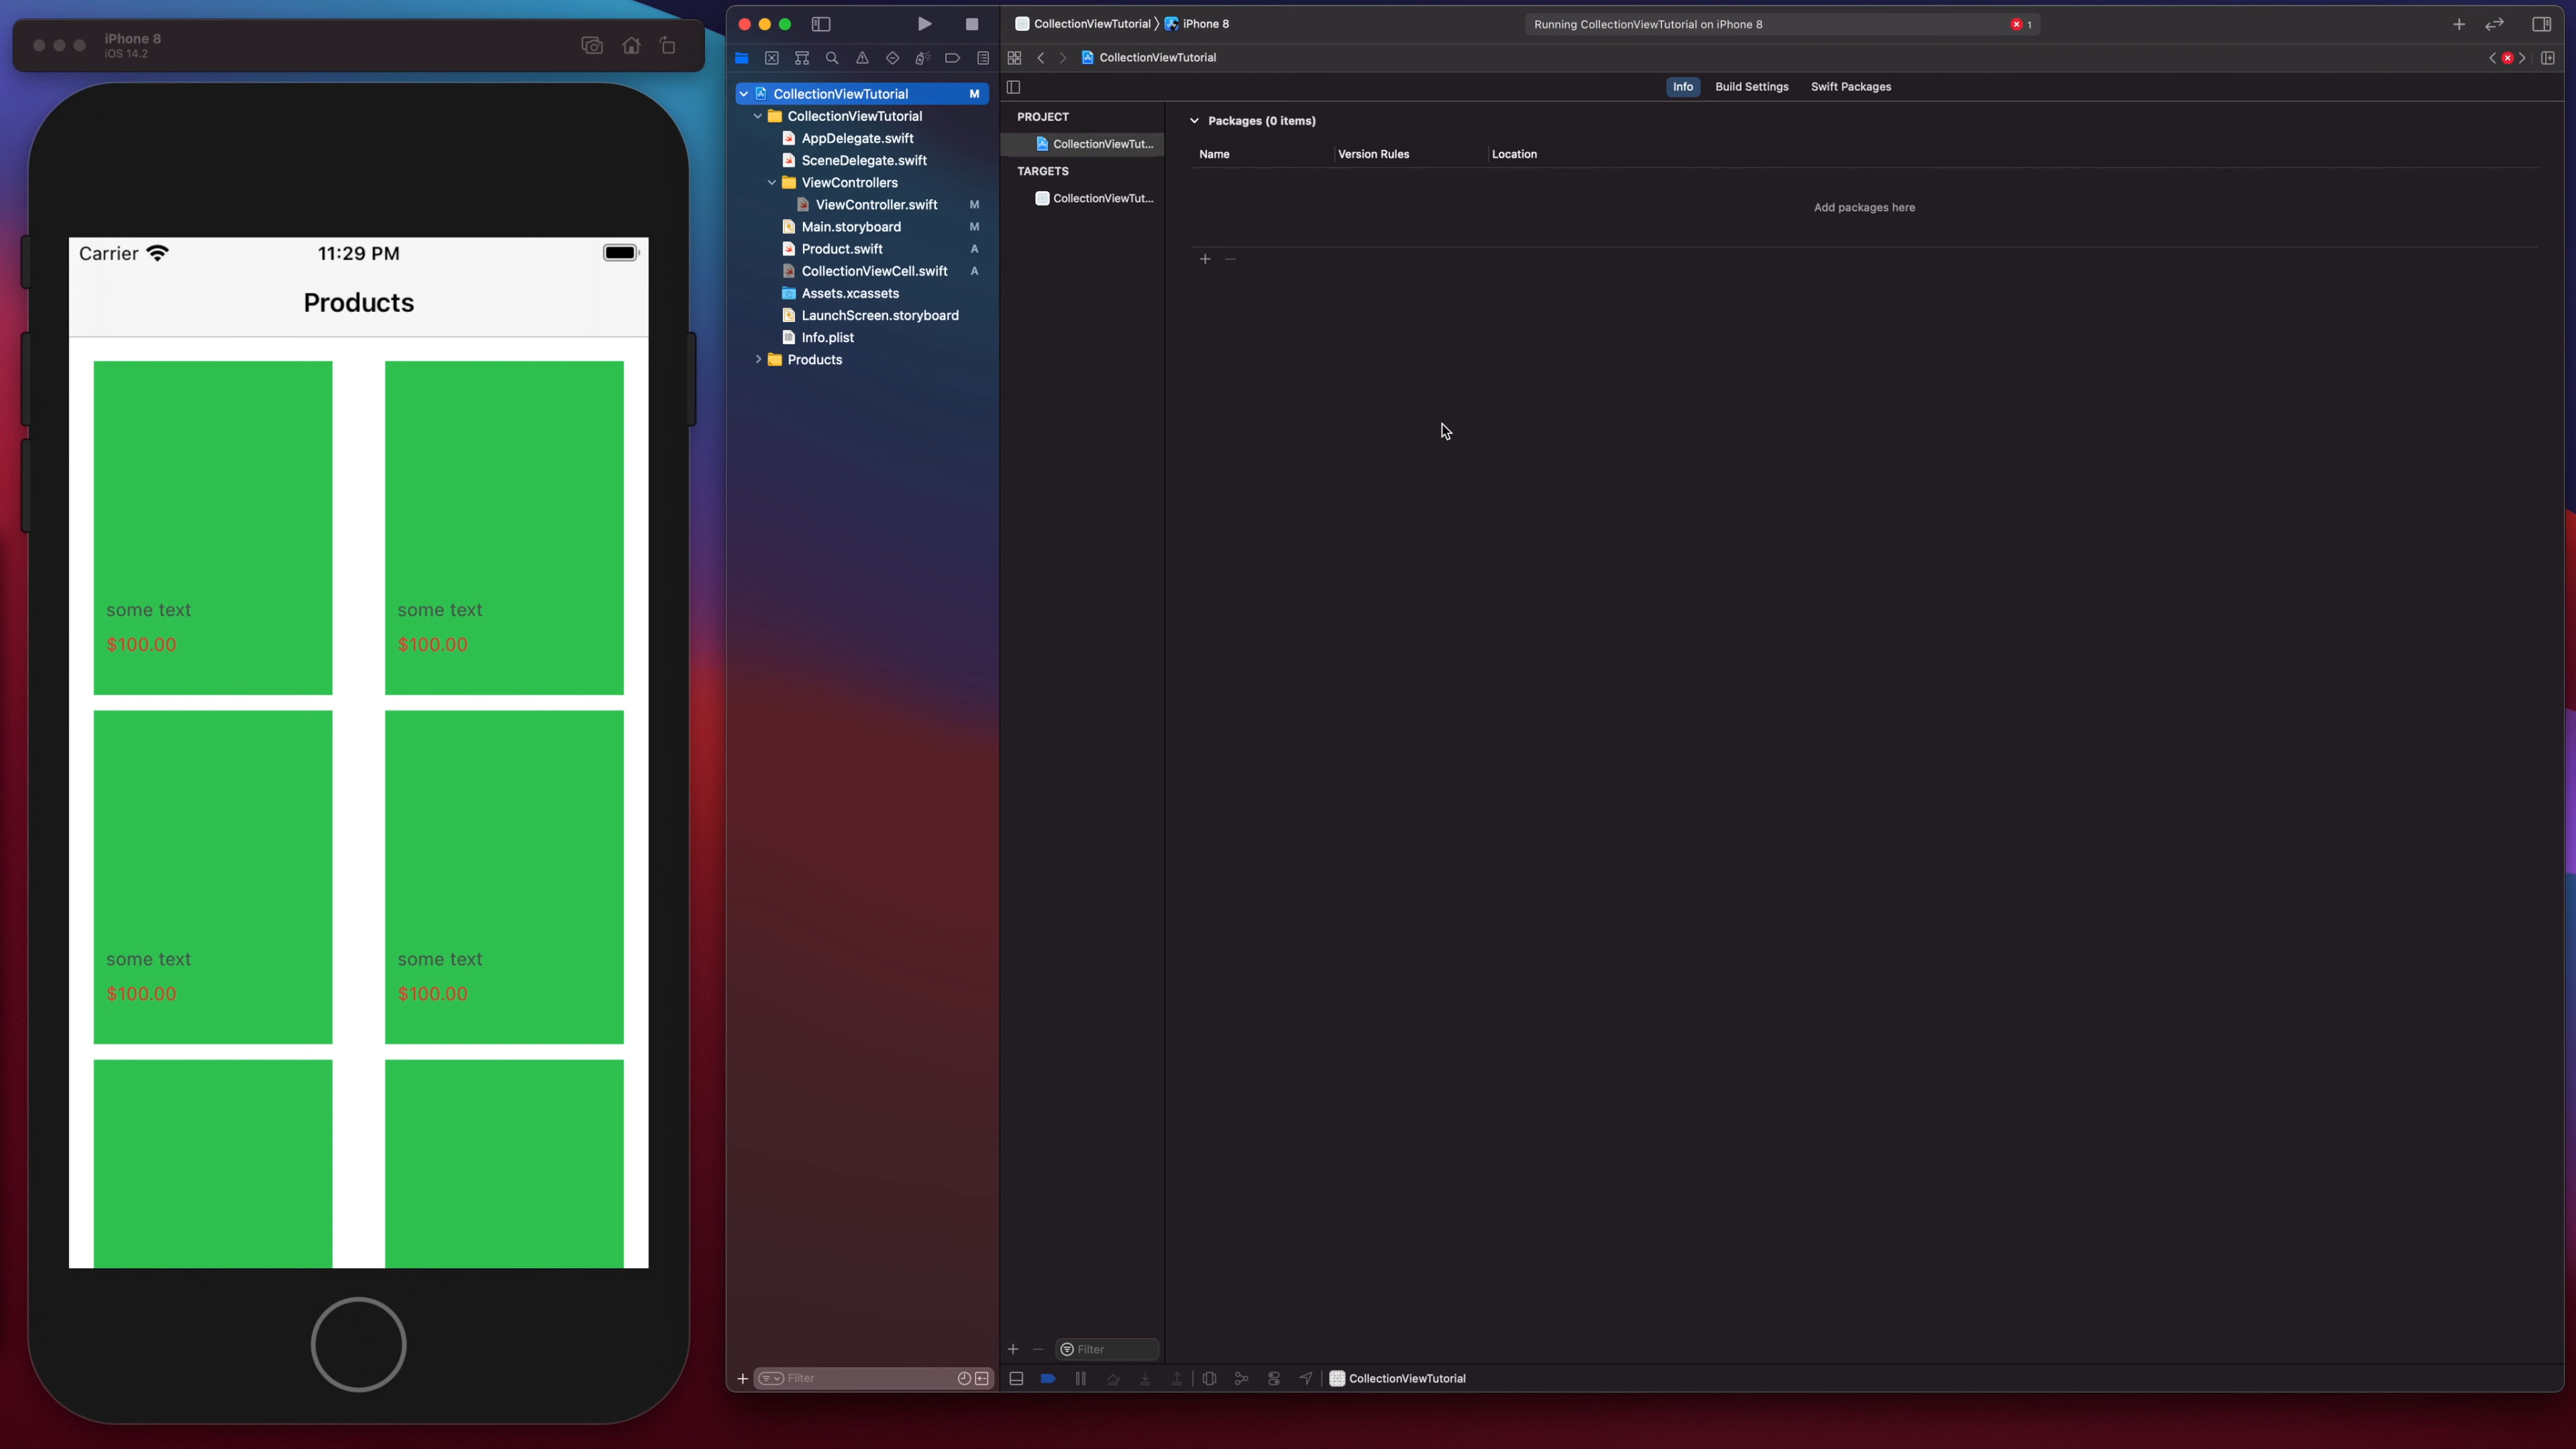 iPhone 8
iOS 14.2
Carrier
11:29 PM
Products
some text
$100.00
some text
$100.00
some text
$100.00
some text
$100.00
CollectionViewTutorial
iPhone 8
Running CollectionViewTutorial on iPhone 8
1
CollectionViewTutorial
CollectionViewTutorial M
CollectionViewTutorial
AppDelegate.swift
SceneDelegate.swift
ViewControllers
ViewController.swift M
Main.storyboard M
Product.swift A
CollectionViewCell.swift A
Assets.xcassets
LaunchScreen.storyboard
Info.plist
Products
Filter
Info
Build Settings
Swift Packages
PROJECT
CollectionViewTut...
TARGETS
CollectionViewTut...
Filter
Packages (0 items)
Name
Version Rules
Location
Add packages here
CollectionViewTutorial